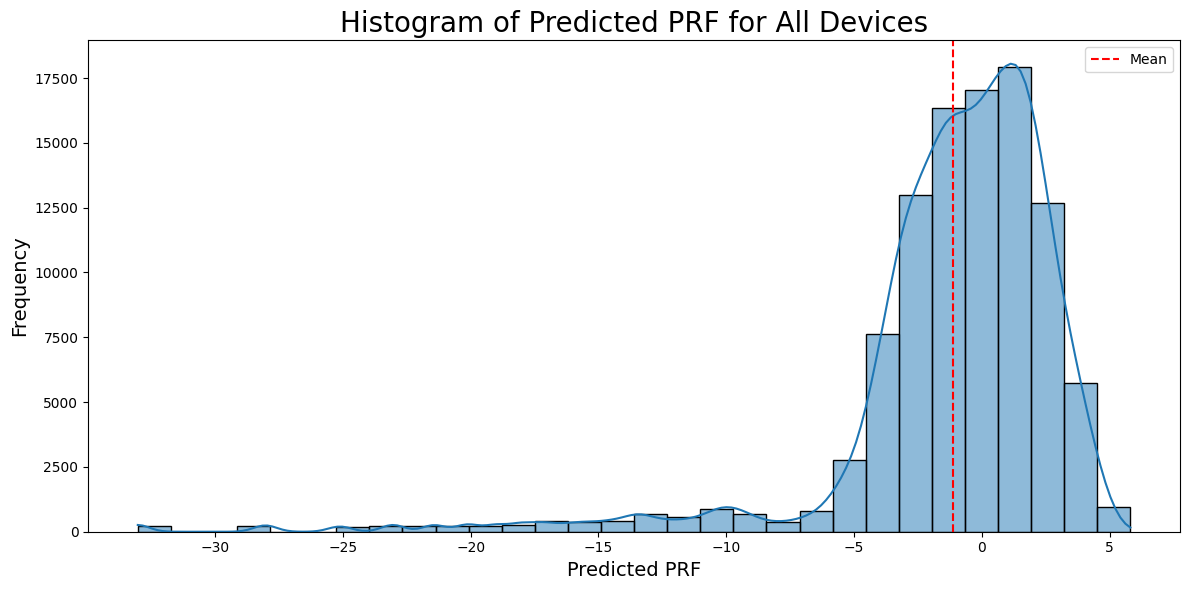 Histogram of Predicted PRF for All Devices
Mean
17500
15000
12500
10000
7500
5000
2500
0
Frequency
−30 −25 −20 −15 −10 −5 0 5
Predicted PRF